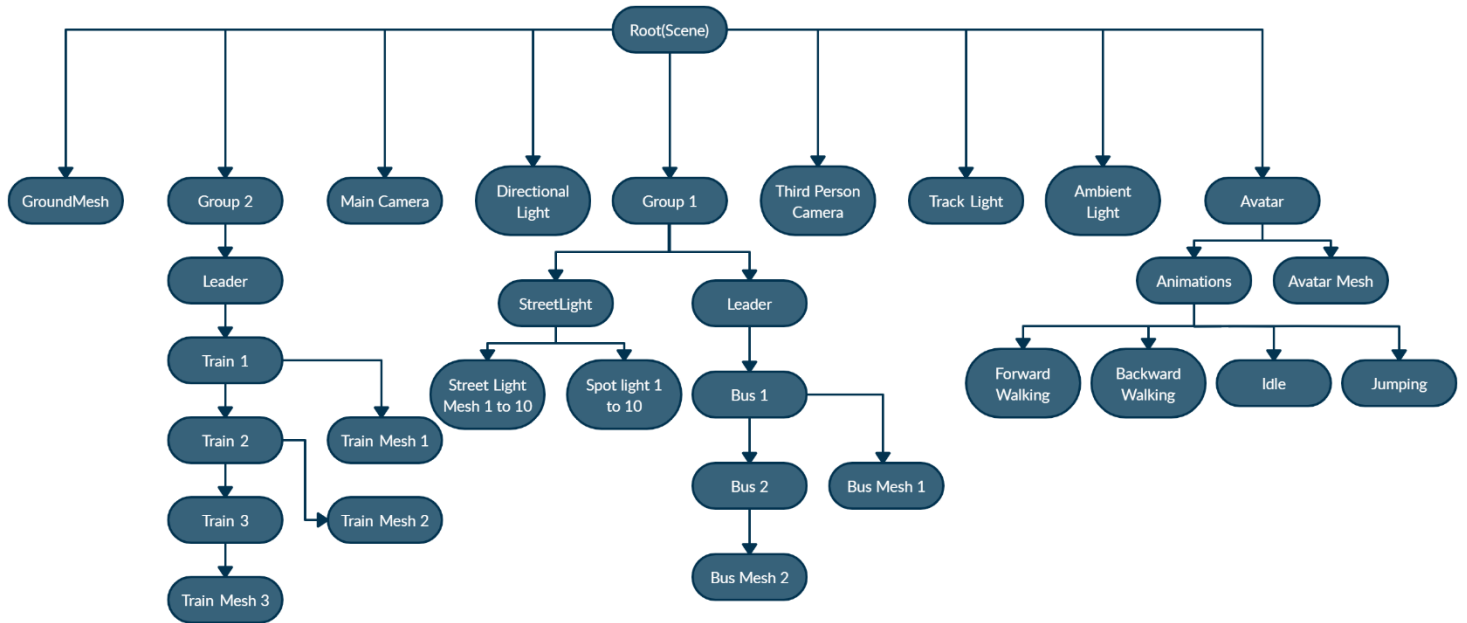 Root(Scene)
GroundMesh
Group 2
Main Camera
Directional
Light
Group 1
Third Person
Camera
Track Light
Ambient
Light
Avatar
Leader
StreetLight
Leader
Animations
Avatar Mesh
Train 1
Street Light
Mesh 1 to 10
Spot light 1
to 10
Bus 1
Forward
Walking
Backward
Walking
Idle
Jumping
Train 2
Train Mesh 1
Bus 2
Bus Mesh 1
Train 3
Train Mesh 2
Bus Mesh 2
Train Mesh 3